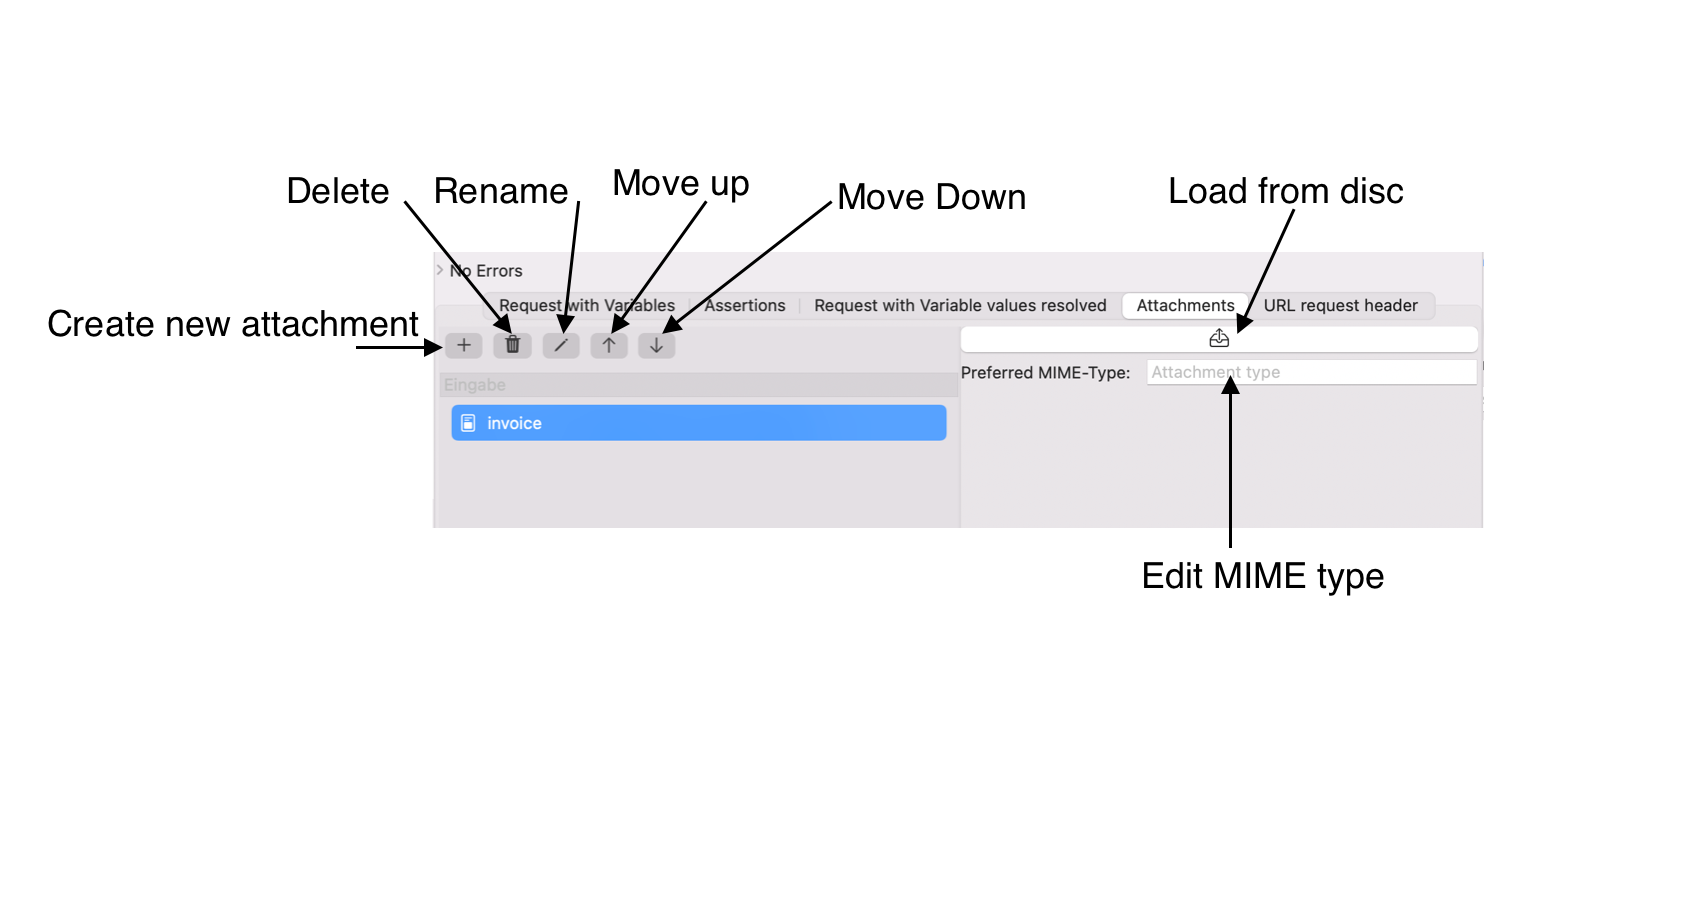 Delete Rename Move up Move Down Load from disc
No Errors
Request with Variables Assertions Request with Variable values resolved Attachments URL request header
Create new attachment
Preferred MIME-Type: Attachment type
Eingabe
invoice
Edit MIME type